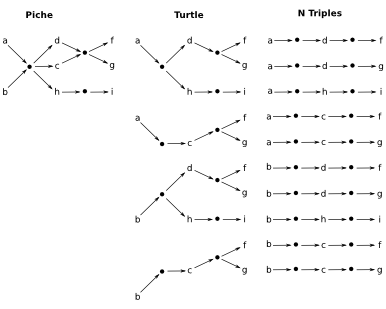 Piche
a d f
c g
b h i
Turtle
a d f
g
h i
a f
c g
d f
g
b h i
f
c g
b
N Triples
a d f
a d g
a h i
a c f
a c g
b d f
b d g
b h i
b c f
b c g